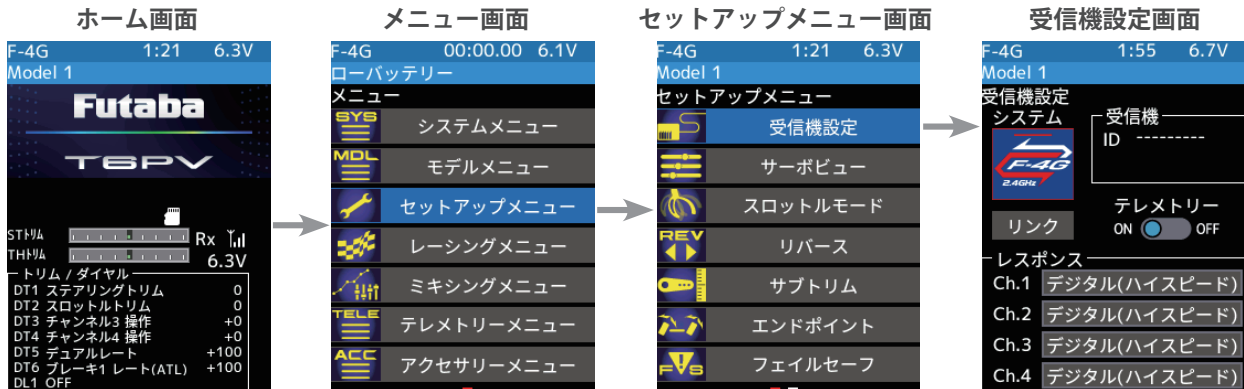 ホーム画面
F-4G 1:21 6.3V
Model 1
Futaba
T6PV
STトリム
Rx
THトリム
6.3V
トリム / ダイヤル
DT1 ステアリングトリム 0
DT2 スロットルトリム 0
DT3 チャンネル3 操作 +0
DT4 チャンネル4 操作 +0
DT5 デュアルレート +100
DT6 ブレーキ1 レート(ATL) +100
DL1 OFF
メニュー画面
F-4G 00:00.00 6.1V
ローバッテリー
メニュー
SYS システムメニュー
MDL モデルメニュー
セットアップメニュー
レーシングメニュー
ミキシングメニュー
TELE テレメトリーメニュー
ACC アクセサリーメニュー
セットアップメニュー画面
F-4G 1:21 6.3V
Model 1
セットアップメニュー
受信機設定
サーボビュー
スロットルモード
REV リバース
サブトリム
エンドポイント
F/S フェイルセーフ
受信機設定画面
F-4G 1:55 6.7V
Model 1
受信機設定
システム
F-4G
2.4GHz
リンク
受信機
ID ---------
テレメトリー
ON OFF
レスポンス
Ch.1 デジタル(ハイスピード)
Ch.2 デジタル(ハイスピード)
Ch.3 デジタル(ハイスピード)
Ch.4 デジタル(ハイスピード)